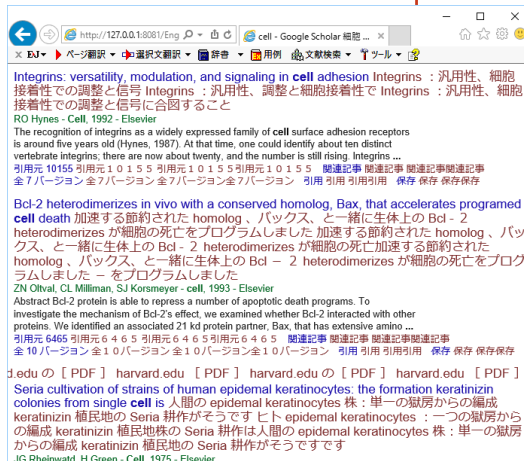 http://127.0.0.1:8081/Eng
cell - Google Scholar 細胞 ...
× EXJ ページ翻訳 選択文翻訳 辞書 用例 文献検索 ツール
Integrins: versatility, modulation, and signaling in cell adhesion Integrins ：汎用性、細胞
接着性での調整と信号 Integrins ：汎用性、調整と細胞接着性で Integrins ：汎用性、細胞
接着性での調整と信号に合図すること
RO Hynes - Cell, 1992 - Elsevier
The recognition of integrins as a widely expressed family of cell surface adhesion receptors
is around five years old (Hynes, 1987). At that time, one could identify about ten distinct
vertebrate integrins; there are now about twenty, and the number is still rising. Integrins ...
引用元 10155 引用元１０１５５ 引用元１０１５５引用元１０１５５ 関連記事 関連記事 関連記事関連記事
全 7 バージョン 全７バージョン 全７バージョン全７バージョン 引用 引用 引用引用 保存 保存 保存保存
Bcl-2 heterodimerizes in vivo with a conserved homolog, Bax, that accelerates programed
cell death 加速する節約された homolog 、バックス、と一緒に生体上の Bcl - ２
heterodimerizes が細胞の死亡をプログラムしました 加速する節約された homolog 、バッ
クス、と一緒に生体上の Bcl - ２ heterodimerizes が細胞の死亡加速する節約された
homolog 、バックス、と一緒に生体上の Bcl － ２ heterodimerizes が細胞の死亡をプログ
ラムしました － をプログラムしました
ZN Oltval, CL Milliman, SJ Korsmeyer - cell, 1993 - Elsevier
Abstract Bcl-2 protein is able to repress a number of apoptotic death programs. To
investigate the mechanism of Bcl-2's effect, we examined whether Bcl-2 interacted with other
proteins. We identified an associated 21 kd protein partner, Bax, that has extensive amino ...
引用元 6465 引用元６４６５ 引用元６４６５引用元６４６５ 関連記事 関連記事 関連記事関連記事
全 10 バージョン 全１０バージョン 全１０バージョン全１０バージョン 引用 引用 引用引用 保存 保存 保存保存
d.edu の［ PDF ］ harvard.edu ［ PDF ］ harvard.edu の［ PDF ］ harvard.edu
Seria cultivation of strains of human epidemal keratinocytes: the formation keratinizin
colonies from single cell is 人間の epidemal keratinocytes 株：単一の獄房からの編成
keratinizin 植民地の Seria 耕作がそうです ヒト epidemal keratinocytes ：一つの獄房から
の編成 keratinizin 植民地株の Seria 耕作は人間の epidemal keratinocytes 株：単一の獄房
からの編成 keratinizin 植民地の Seria 耕作がそうですです
JG Rheinwatd, H Green - Cell, 1975 - Elsevier